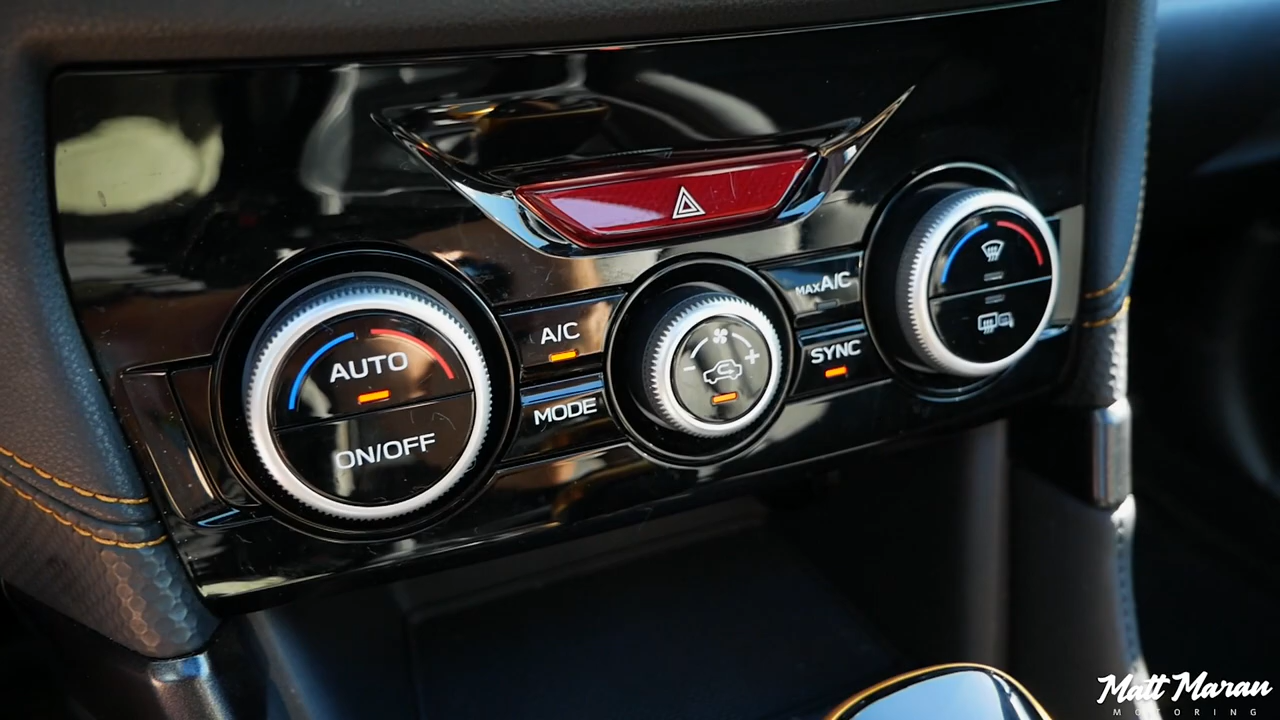 MAX A/C
A/C
SYNC
AUTO
MODE
ON/OFF
Matt Maran
MOTORING